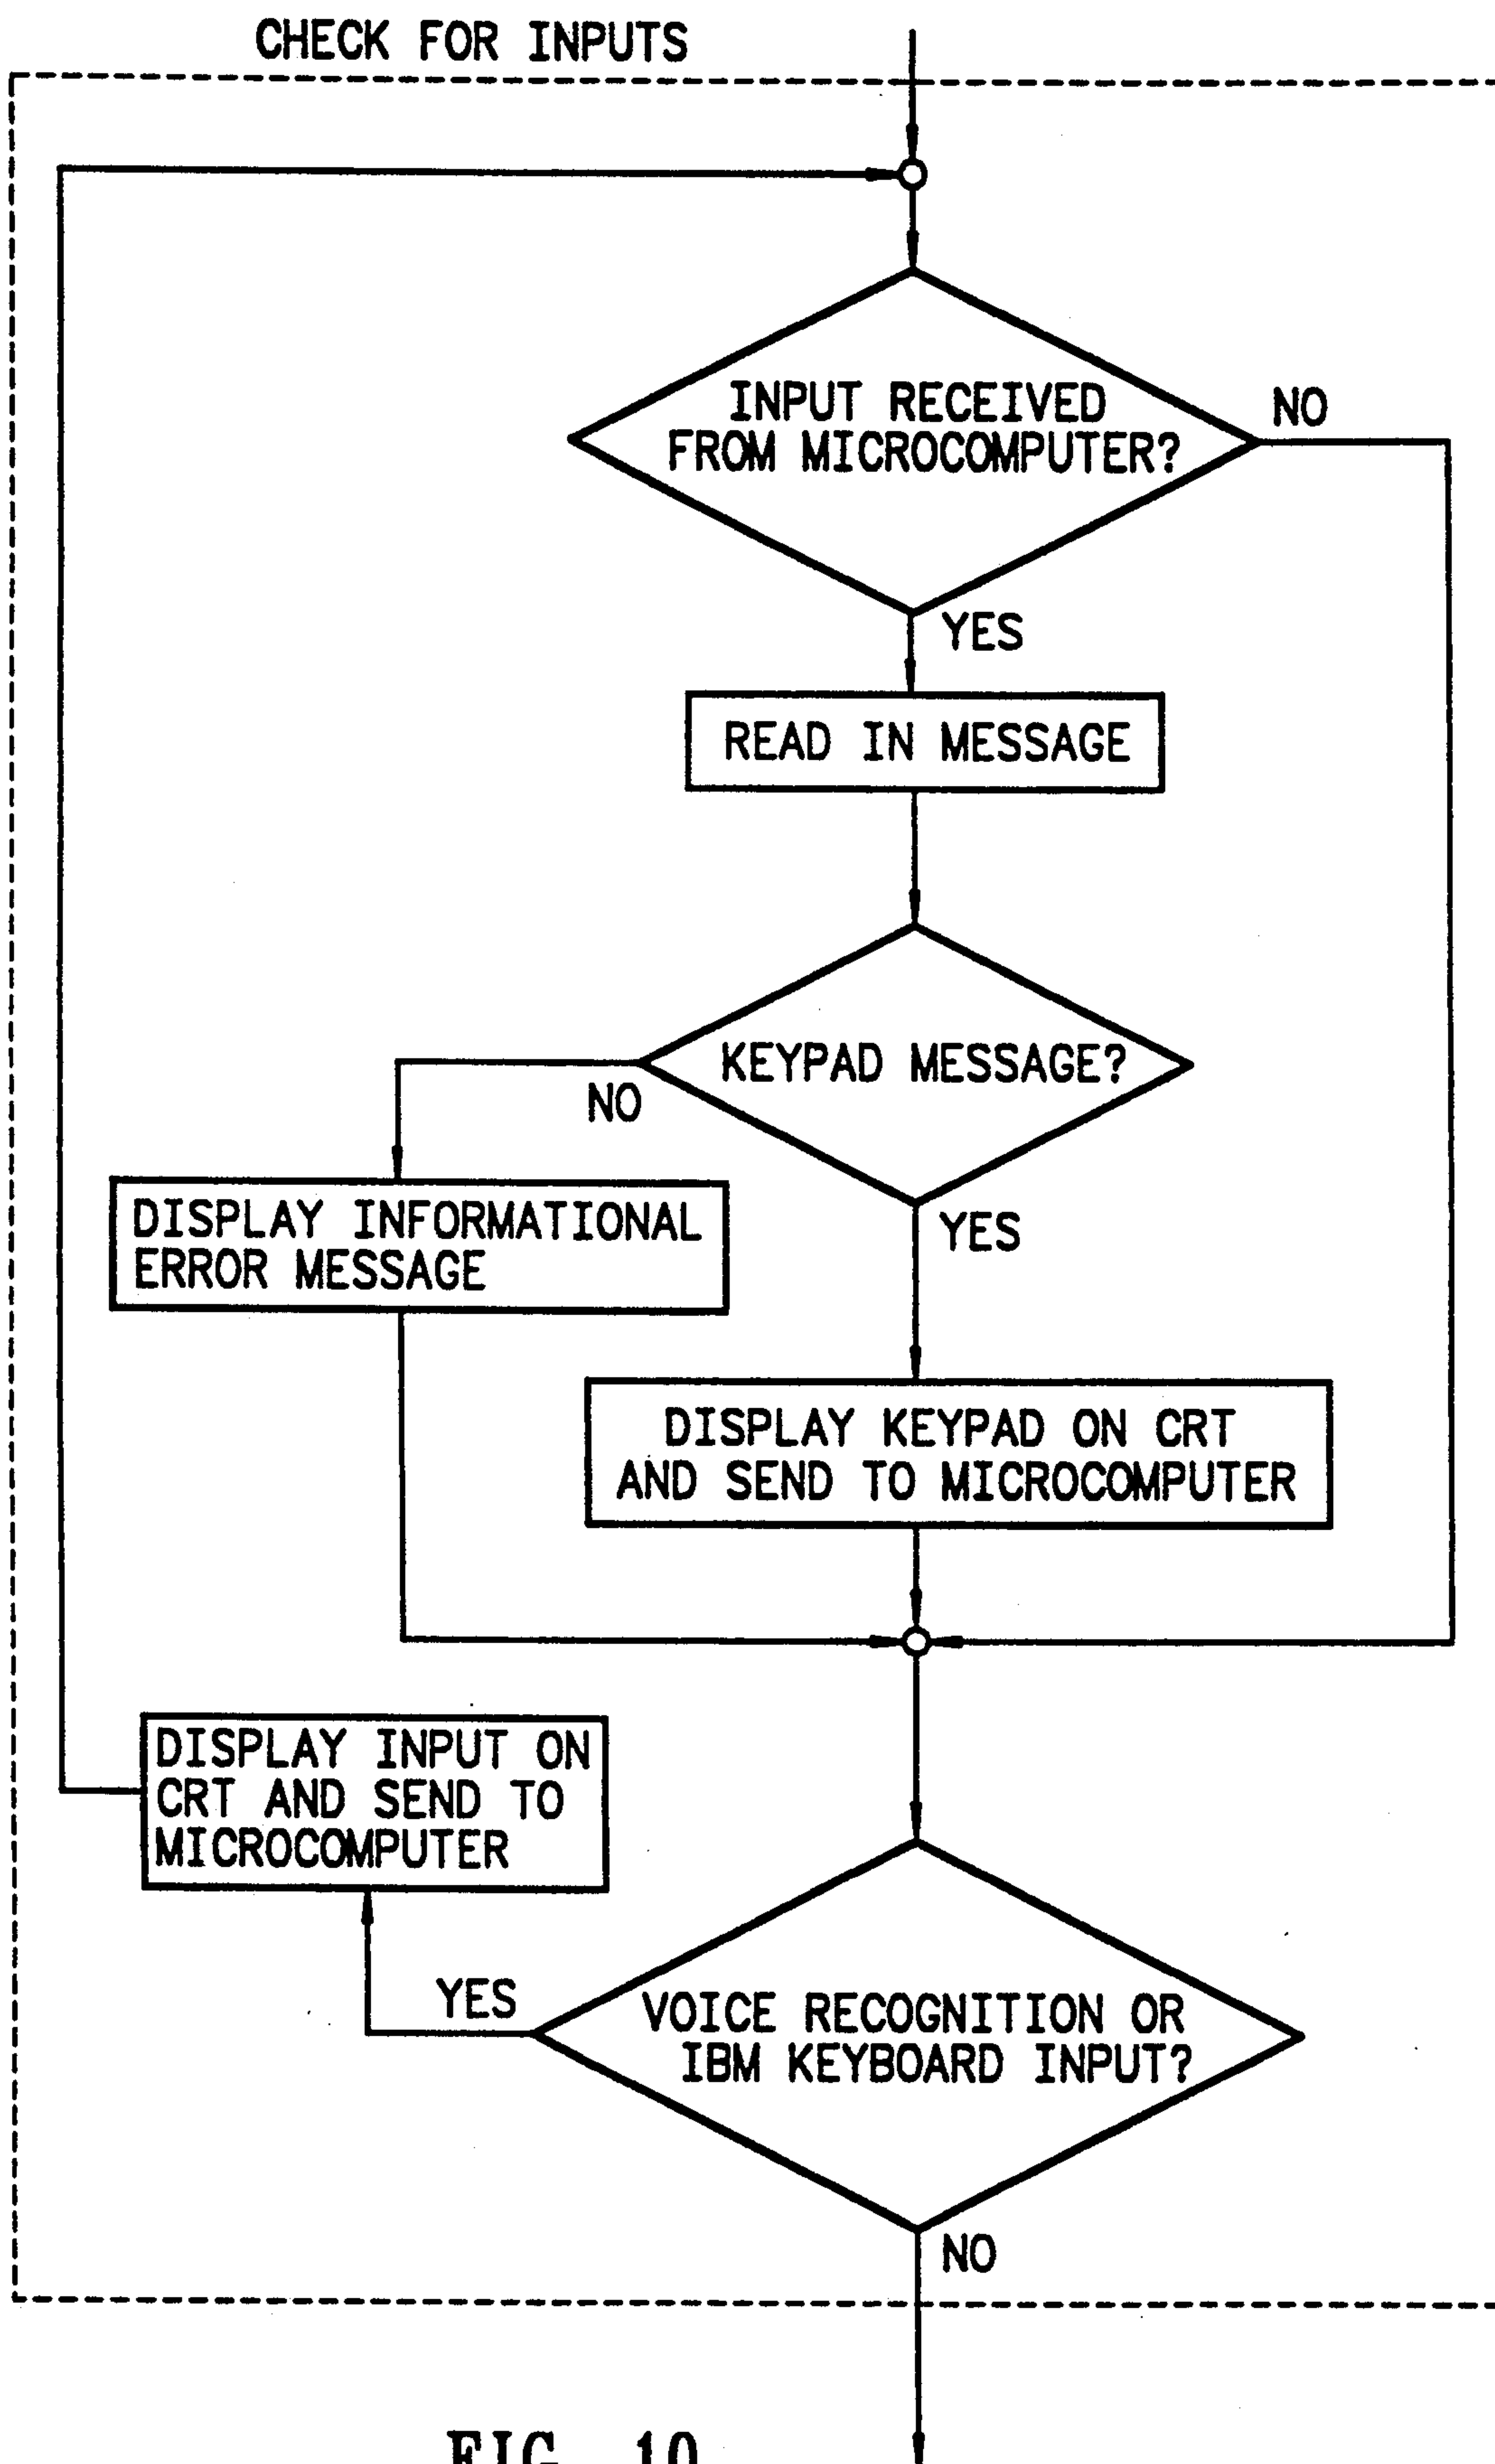 CHECK FOR INPUTS
INPUT RECEIVED
FROM MICROCOMPUTER?
NO
YES
READ IN MESSAGE
KEYPAD MESSAGE?
NO
DISPLAY INFORMATIONAL
ERROR MESSAGE
YES
DISPLAY KEYPAD ON CRT
AND SEND TO MICROCOMPUTER
DISPLAY INPUT ON
CRT AND SEND TO
MICROCOMPUTER
YES
VOICE RECOGNITION OR
IBM KEYBOARD INPUT?
NO
FIG. 10